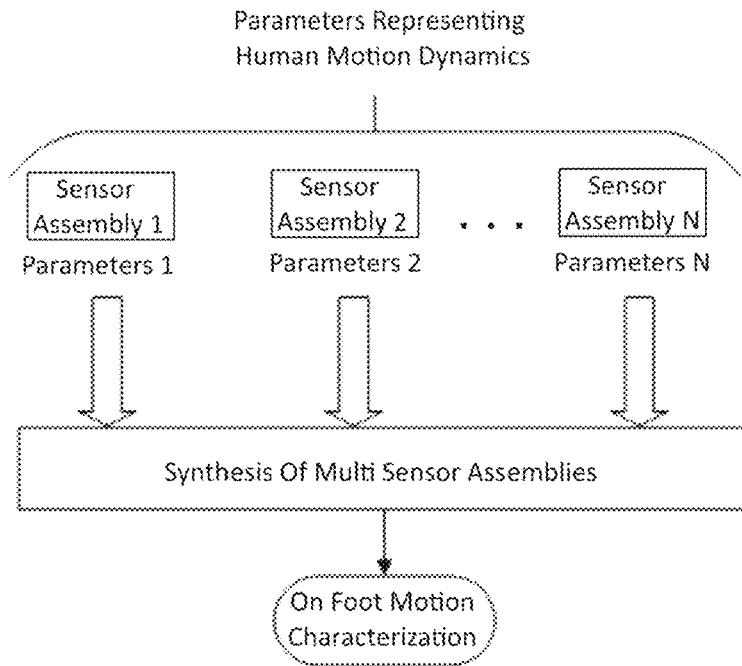 Parameters Representing
Human Motion Dynamics
Sensor
Assembly 1
Sensor
Assembly 2
. . .
Sensor
Assembly N
Parameters 1
Parameters 2
Parameters N
Synthesis Of Multi Sensor Assemblies
On Foot Motion
Characterization